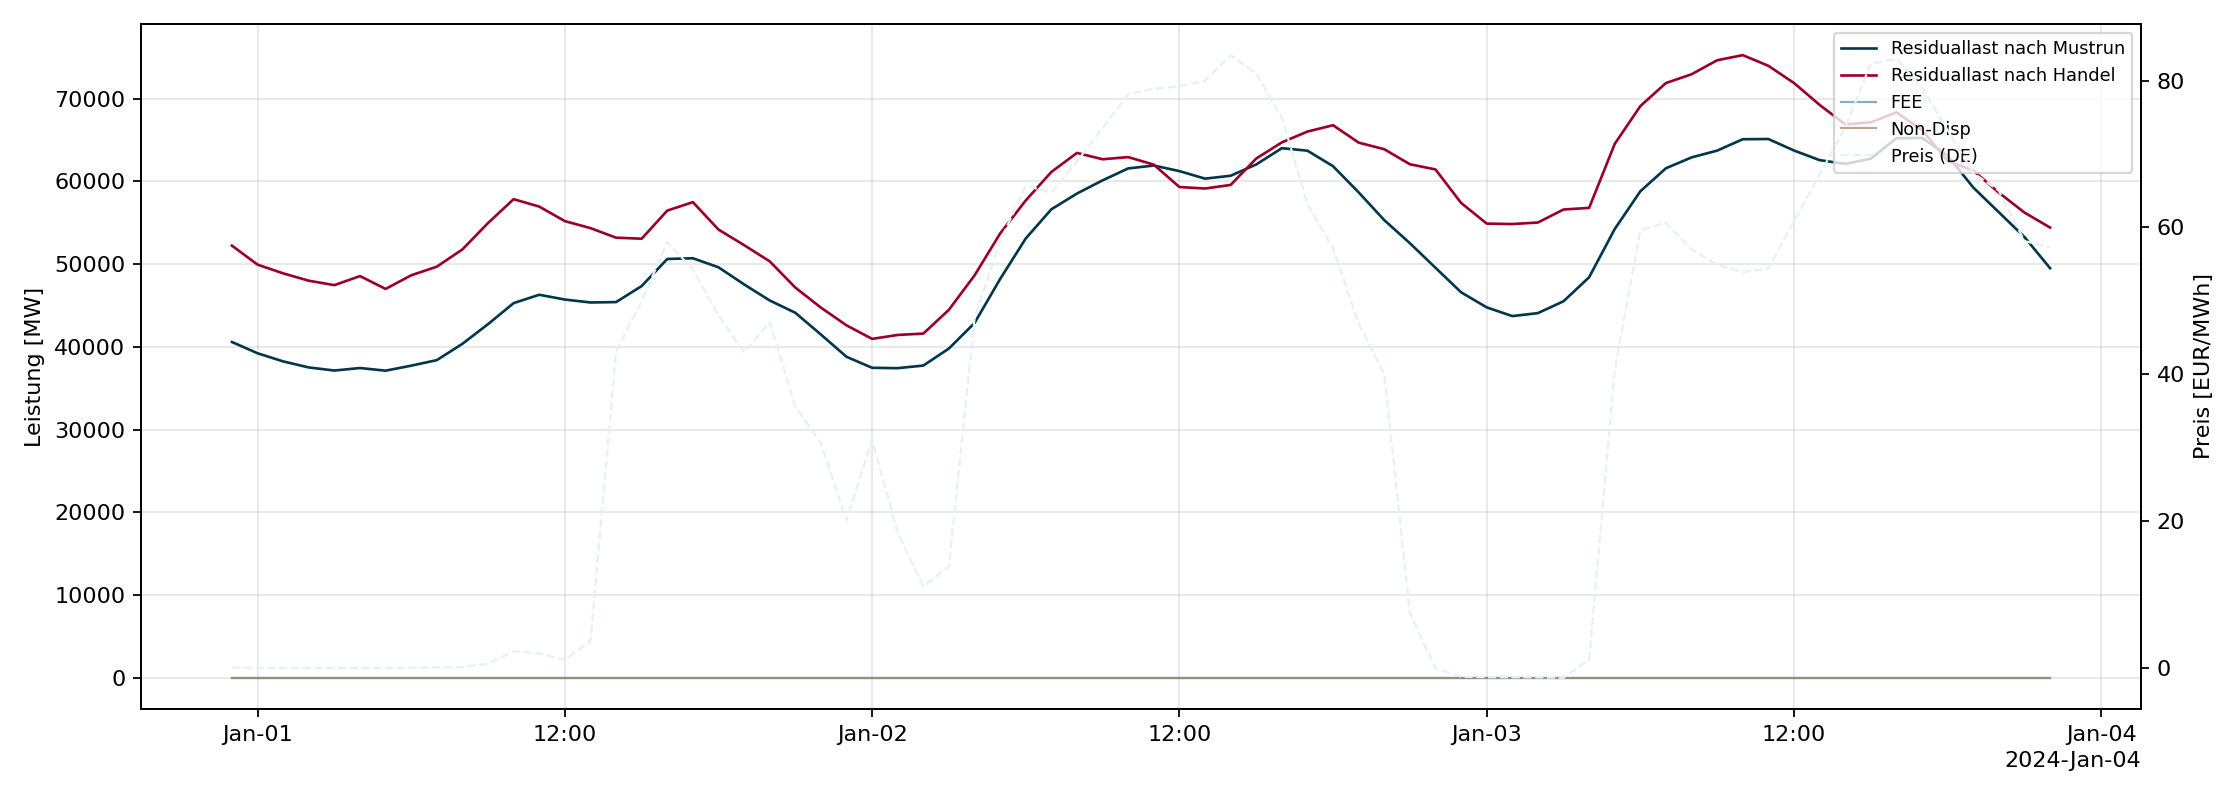 Leistung [MW]
70000
60000
50000
40000
30000
20000
10000
0
Residuallast nach Mustrun
Residuallast nach Handel
FEE
Non-Disp
Preis (DE)
80
60
40
20
0
Preis [EUR/MWh]
Jan-01
12:00
Jan-02
12:00
Jan-03
12:00
Jan-04
2024-Jan-04